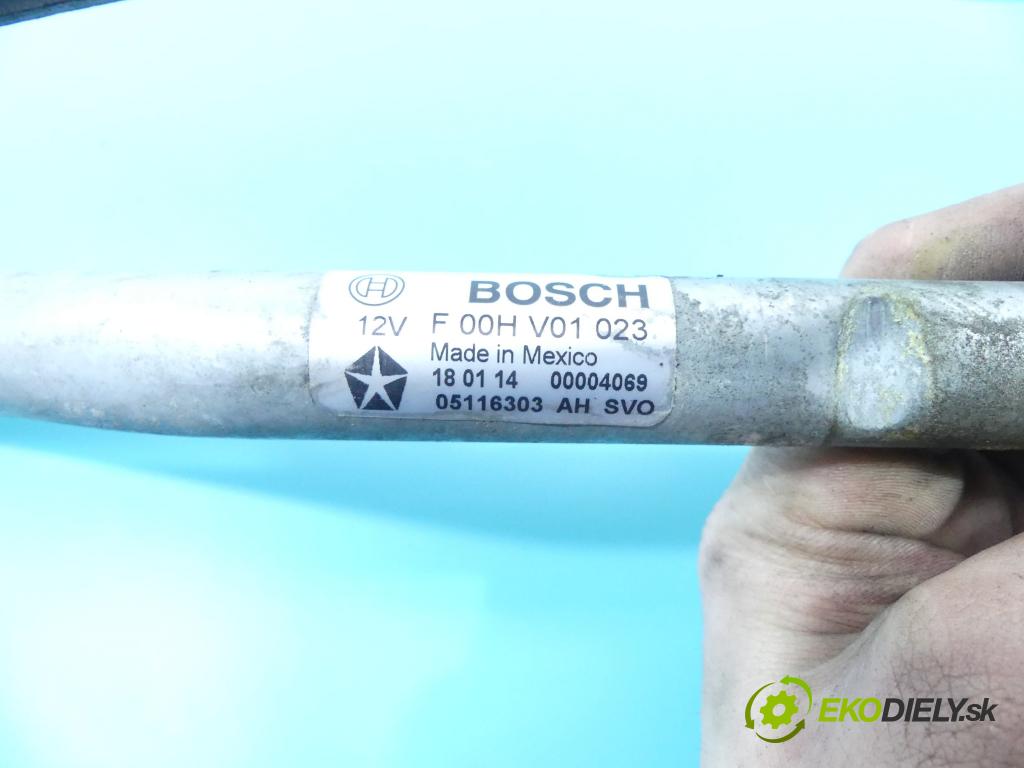 BOSCH
12V F 00H V01 023
Made in Mexico
18 01 14 00004069
05116303 AH SVO
EKODIELY.sk